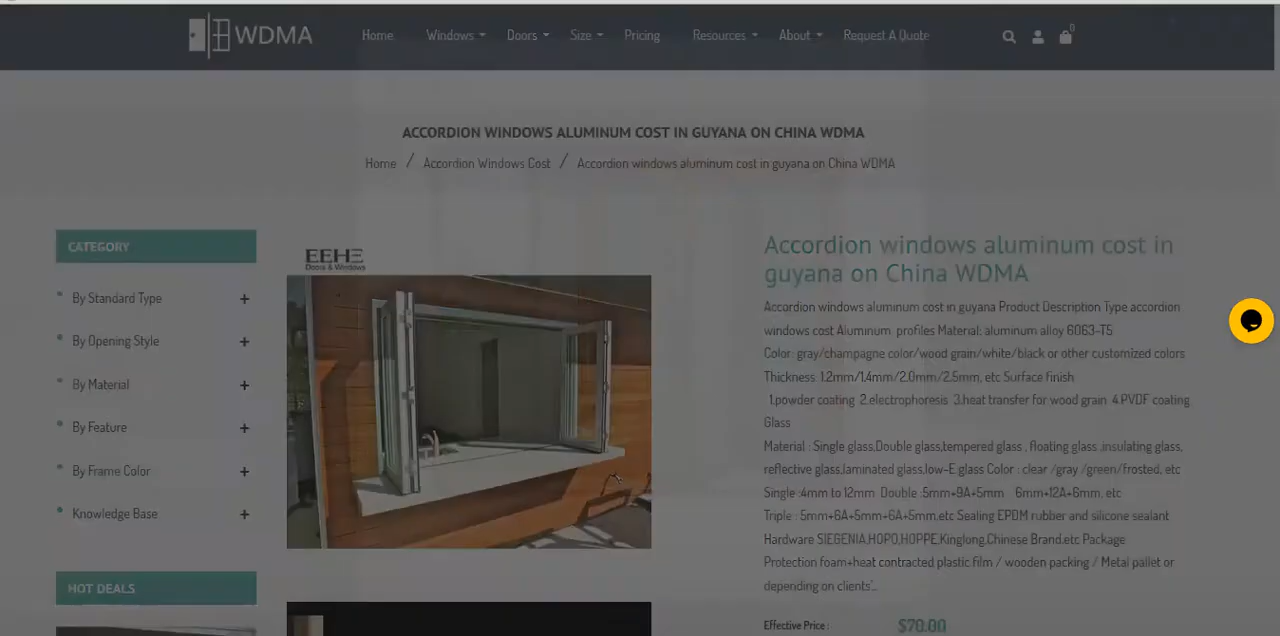 WDMA
Home Windows Doors Size Pricing Resources About Request A Quote
0
ACCORDION WINDOWS ALUMINUM COST IN GUYANA ON CHINA WDMA
Home / Accordion Windows Cost / Accordion windows aluminum cost in guyana on China WDMA
CATEGORY
By Standard Type +
By Opening Style +
By Material +
By Feature +
By Frame Color +
Knowledge Base +
HOT DEALS
EEHE
Doors & Windows
Accordion windows aluminum cost in
guyana on China WDMA
Accordion windows aluminum cost in guyana Product Description Type accordion
windows cost Aluminum. profiles Material: aluminum alloy 6063-T5
Color: gray/champagne color/wood grain/white/black or other customized colors
Thickness: 1.2mm/1.4mm/2.0mm/2.5mm, etc Surface finish
1.powder coating 2.electrophoresis 3.heat transfer for wood grain 4.PVDF coating
Glass
Material : Single glass,Double glass,tempered glass , floating glass ,insulating glass,
reflective glass,laminated glass,low-E glass Color : clear /gray /green/frosted, etc
Single :4mm to 12mm Double :5mm+9A+5mm 6mm+12A+6mm, etc
Triple : 5mm+6A+5mm+6A+5mm,etc Sealing EPDM rubber and silicone sealant
Hardware SIEGENIA,HOPO,HOPPE,Kinglong,Chinese Brand,etc Package
Protection foam+heat contracted plastic film / wooden packing / Metal pallet or
depending on clients'...
Effective Price : $70.00